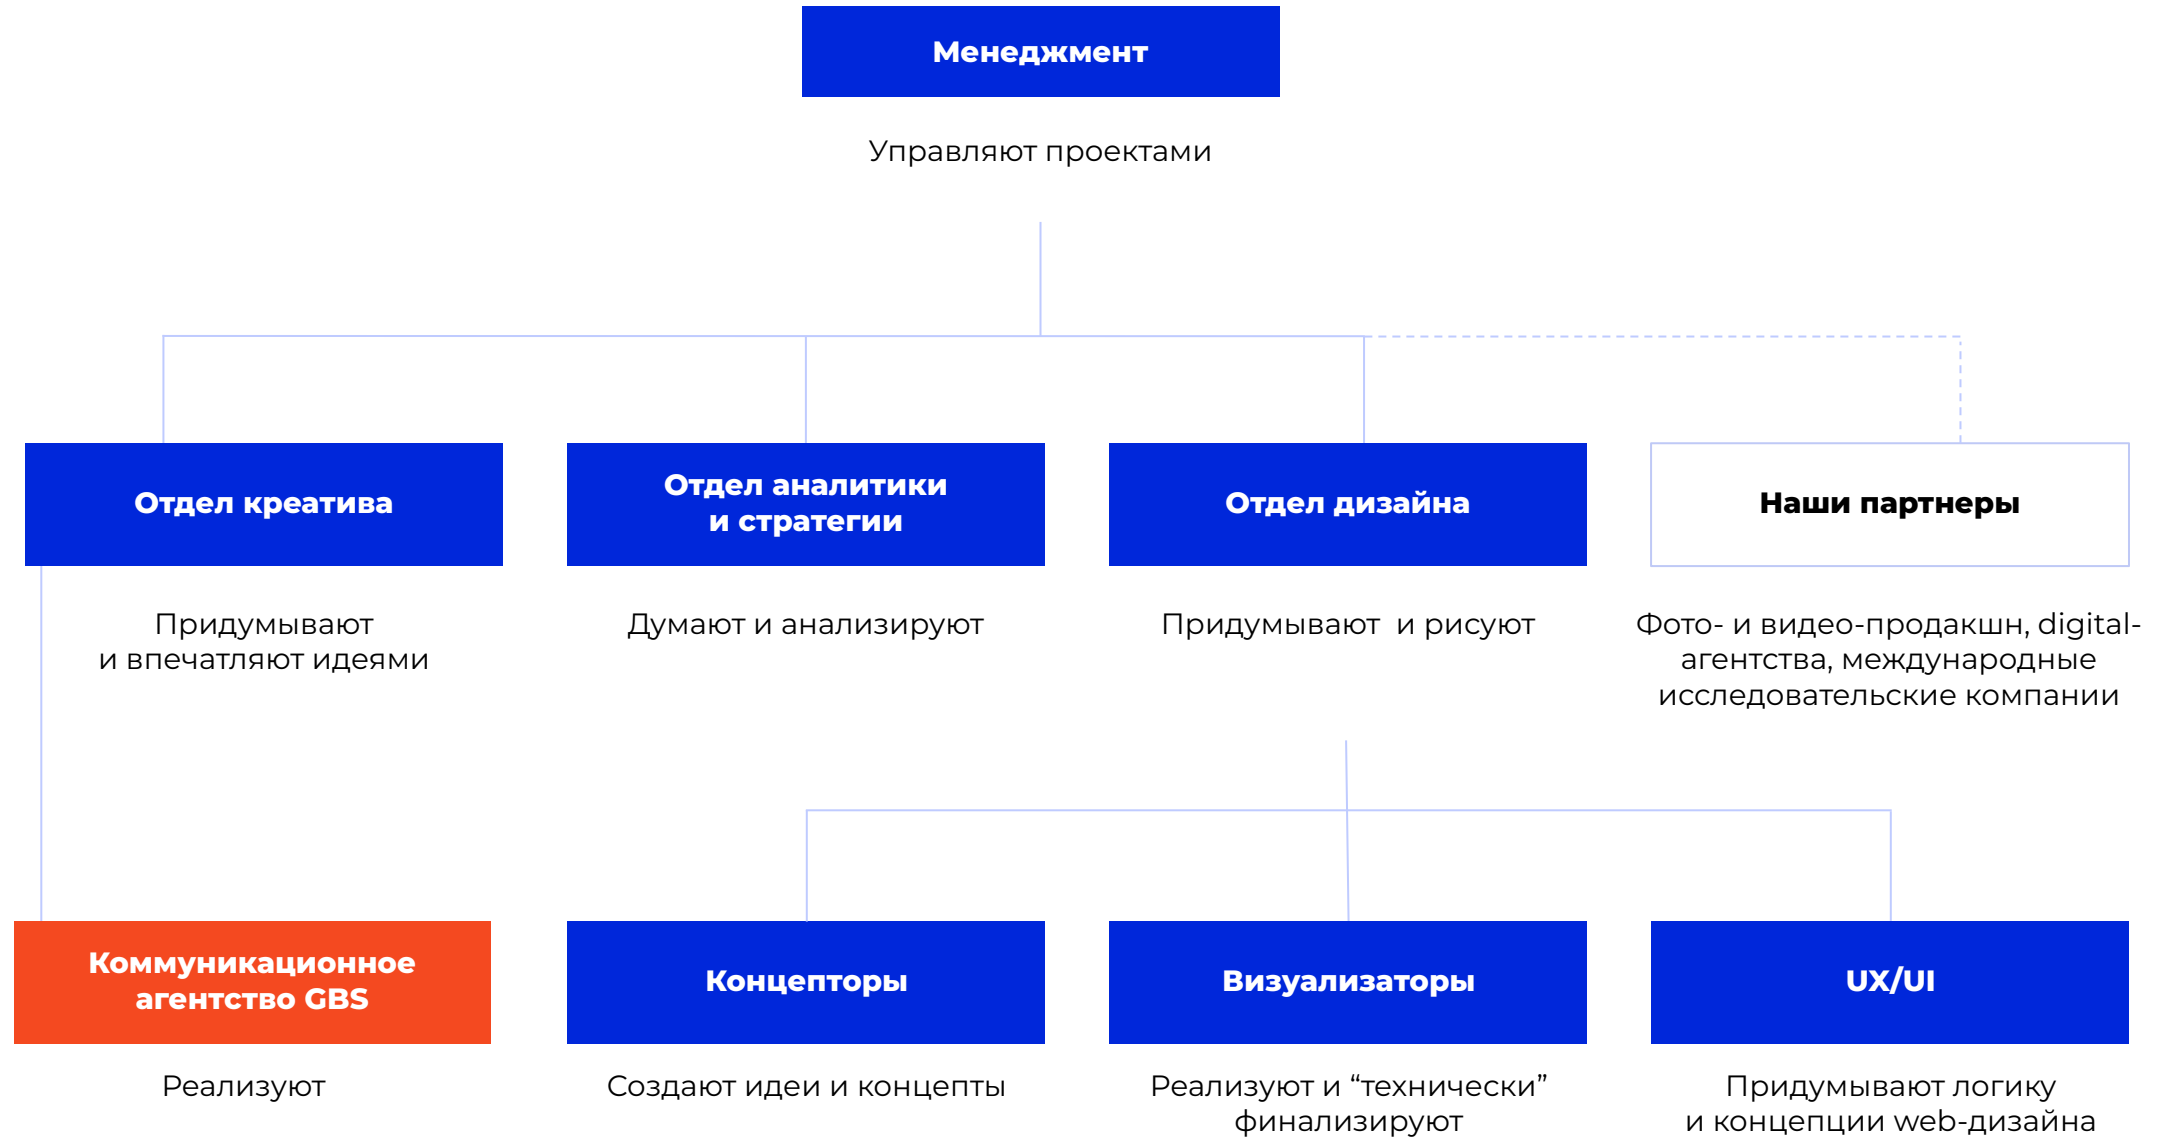 Менеджмент
Управляют проектами
Отдел креатива
Придумывают
и впечатляют идеями
Отдел аналитики
и стратегии
Думают и анализируют
Отдел дизайна
Придумывают  и рисуют
Наши партнеры
Фото- и видео-продакшн, digital-
агентства, международные
исследовательские компании
Коммуникационное
агентство GBS
Реализуют
Концепторы
Создают идеи и концепты
Визуализаторы
Реализуют и “технически”
финализируют
UX/UI
Придумывают логику
и концепции web-дизайна